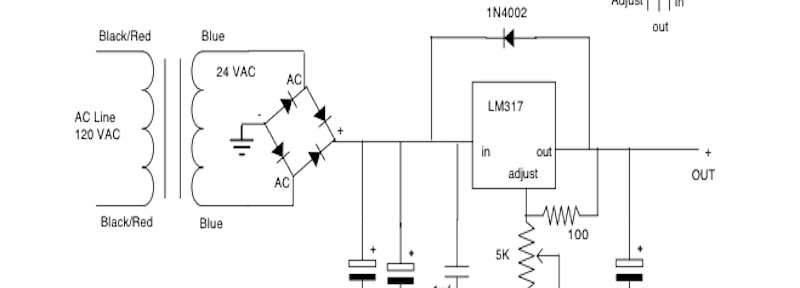 1N4002
Adjust in
out
Black/Red
Blue
24 VAC
AC
AC Line
120 VAC
-
+
LM317
in
out
adjust
+
OUT
AC
Black/Red
Blue
100
5K
+
+
+